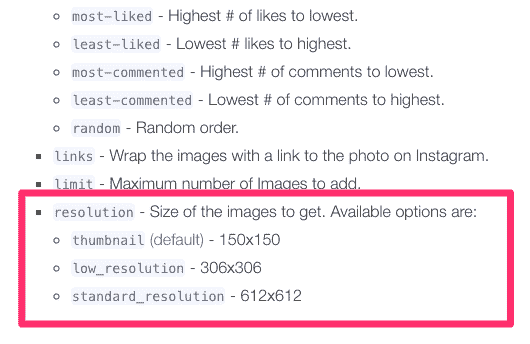 most-liked - Highest # of likes to lowest.
least-liked - Lowest # likes to highest.
most-commented - Highest # of comments to lowest.
least-commented - Lowest # of comments to highest.
random - Random order.
links - Wrap the images with a link to the photo on Instagram.
limit - Maximum number of Images to add.
resolution - Size of the images to get. Available options are:
thumbnail (default) - 150x150
low_resolution - 306x306
standard_resolution - 612x612